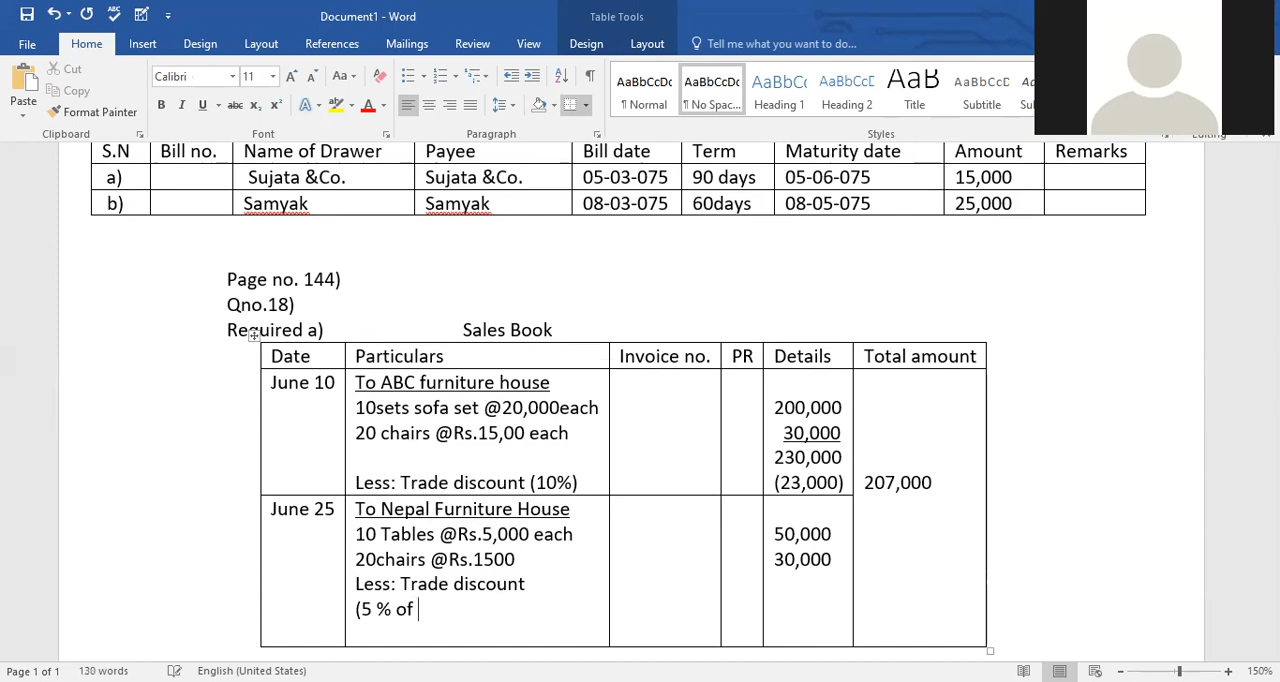 Document1 - Word
Table Tools
File Home Insert Design Layout References Mailings Review View Design Layout Tell me what you want to do...
Paste
Cut
Copy
Format Painter
Clipboard
Calibri 11
Font
Paragraph
AaBbCcDc AaBbCcDc AaBbCc AaBbCcD AaB AaBbCcD
¶ Normal ¶ No Spac... Heading 1 Heading 2 Title Subtitle Su
Styles
Editing
S.N Bill no. Name of Drawer Payee Bill date Term Maturity date Amount Remarks
a) Sujata &Co. Sujata &Co. 05-03-075 90 days 05-06-075 15,000
b) Samyak Samyak 08-03-075 60days 08-05-075 25,000
Page no. 144)
Qno.18)
Required a) Sales Book
Date Particulars Invoice no. PR Details Total amount
June 10 To ABC furniture house
10sets sofa set @20,000each 200,000
20 chairs @Rs.15,00 each 30,000
230,000
Less: Trade discount (10%) (23,000) 207,000
June 25 To Nepal Furniture House
10 Tables @Rs.5,000 each 50,000
20chairs @Rs.1500 30,000
Less: Trade discount
(5 % of
Page 1 of 1 130 words English (United States) 150%